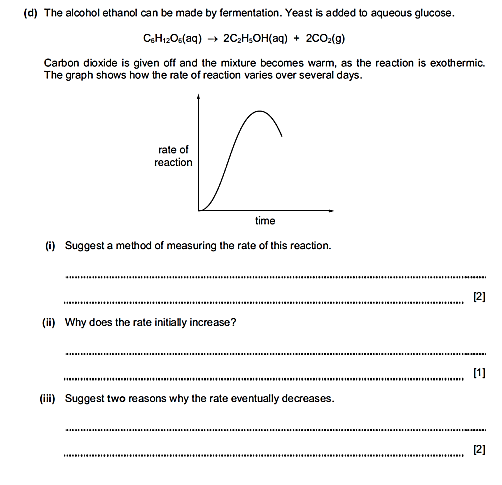 (d) The alcohol ethanol can be made by fermentation. Yeast is added to aqueous glucose.
C₆H₁₂O₆(aq) → 2C₂H₅OH(aq) + 2CO₂(g)
Carbon dioxide is given off and the mixture becomes warm, as the reaction is exothermic.
The graph shows how the rate of reaction varies over several days.
rate of
reaction
time
(i) Suggest a method of measuring the rate of this reaction.
[2]
(ii) Why does the rate initially increase?
[1]
(iii) Suggest two reasons why the rate eventually decreases.
[2]